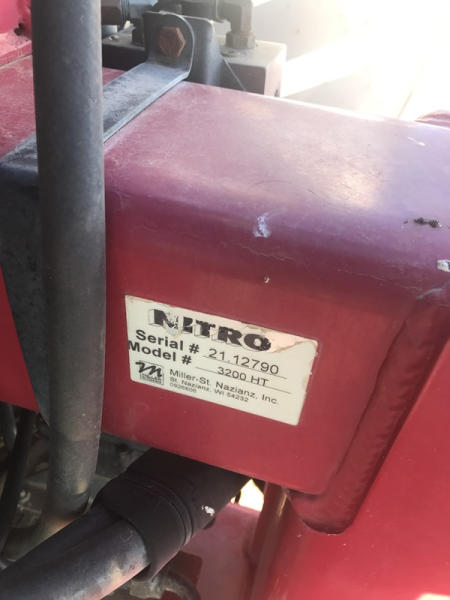 NITRO
Serial # 21.12790
Model # 3200 HT
Miller-St. Nazianz, Inc.
St. Nazianz, WI 54232